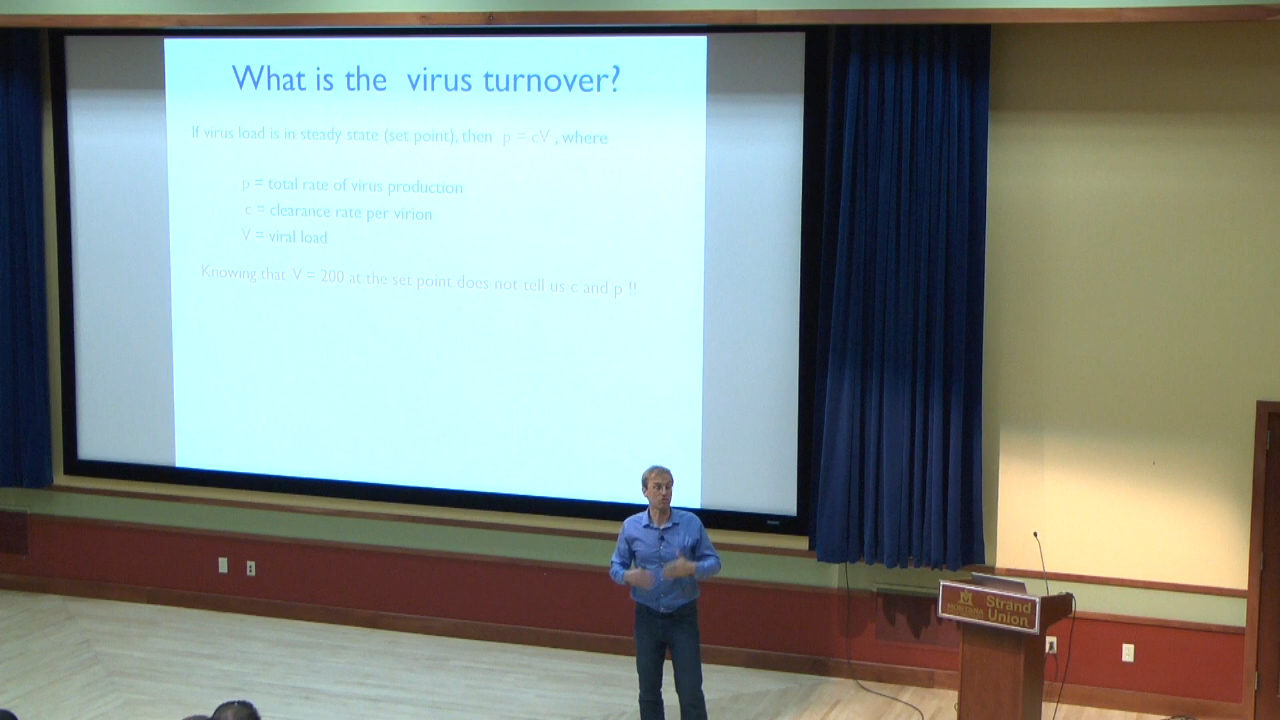 What is the virus turnover?
If virus load is in steady state (set point), then p = cV , where
p = total rate of virus production
c = clearance rate per virion
V = viral load
Knowing that V = 200 at the set point does not tell us c and p !!
M
MONTANA
Strand
Union